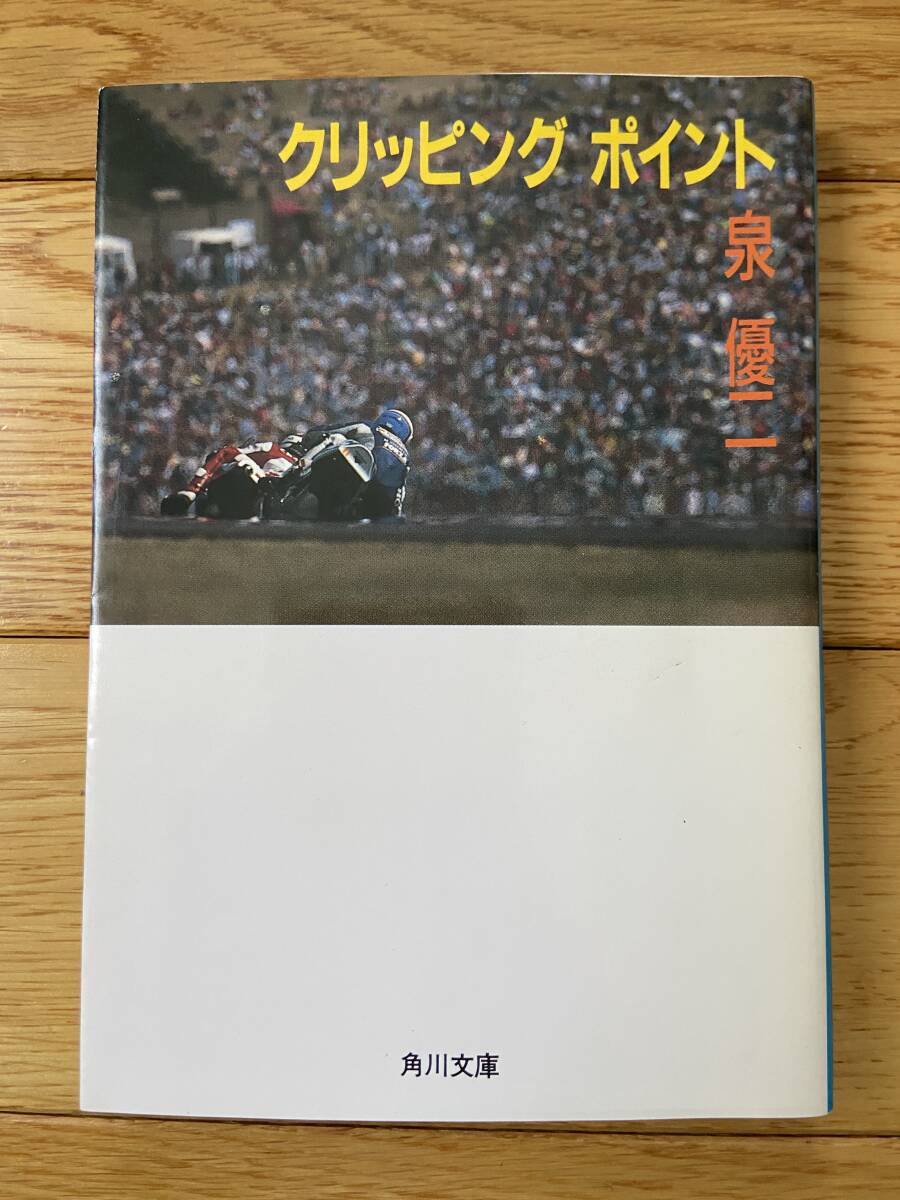 クリッピング ポイント
泉 優二
角川文庫